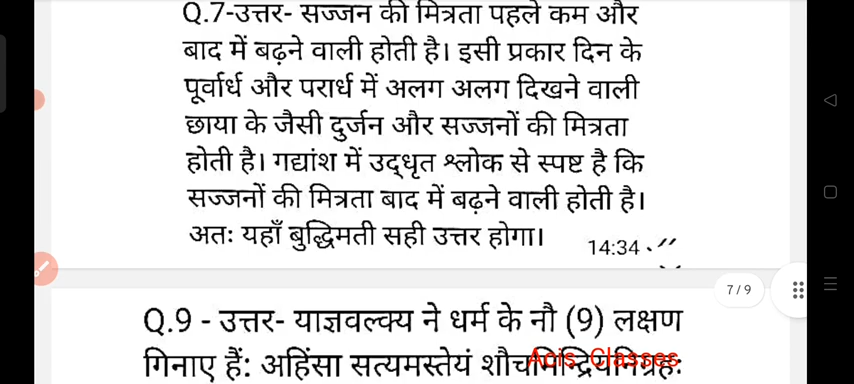 Q.7-उत्तर- सज्जन की मित्रता पहले कम और
बाद में बढ़ने वाली होती है। इसी प्रकार दिन के
पूर्वार्ध और परार्ध में अलग अलग दिखने वाली
छाया के जैसी दुर्जन और सज्जनों की मित्रता
होती है। गद्यांश में उद्धृत श्लोक से स्पष्ट है कि
सज्जनों की मित्रता बाद में बढ़ने वाली होती है।
अतः यहाँ बुद्धिमती सही उत्तर होगा।
14:34
7/9
Q.9 - उत्तर- याज्ञवल्क्य ने धर्म के नौ (9) लक्षण
गिनाए हैं: अहिंसा सत्यमस्तेयं
Acis Classes